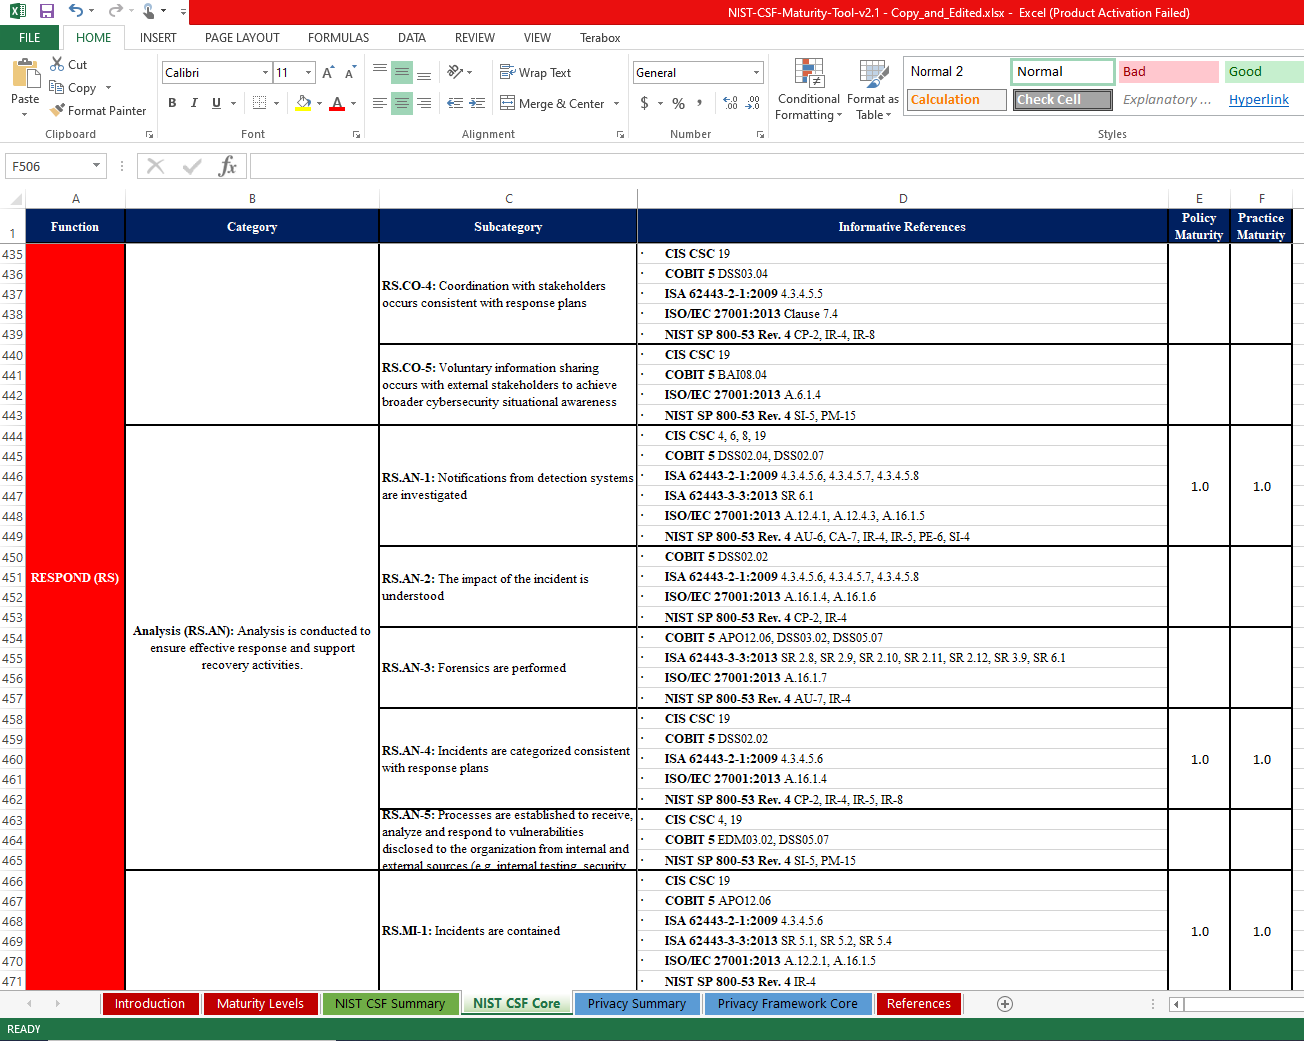 NIST-CSF-Maturity-Tool-v2.1 - Copy_and_Edited.xlsx - Excel (Product Activation Failed)
FILE HOME INSERT PAGE LAYOUT FORMULAS DATA REVIEW VIEW Terabox
Paste
Cut
Copy
Format Painter
Clipboard
Calibri 11
B I U
Font
Wrap Text
Merge & Center
Alignment
General
$ % ,
Number
Conditional Formatting
Format as Table
Normal 2 Normal Bad Good
Calculation Check Cell Explanatory ... Hyperlink
Styles
F506 fx
A B C D E F
1 Function Category Subcategory Informative References Policy Maturity Practice Maturity
RESPOND (RS)
RS.CO-4: Coordination with stakeholders
occurs consistent with response plans
435 · CIS CSC 19
436 · COBIT 5 DSS03.04
437 · ISA 62443-2-1:2009 4.3.4.5.5
438 · ISO/IEC 27001:2013 Clause 7.4
439 · NIST SP 800-53 Rev. 4 CP-2, IR-4, IR-8
RS.CO-5: Voluntary information sharing
occurs with external stakeholders to achieve
broader cybersecurity situational awareness
440 · CIS CSC 19
441 · COBIT 5 BAI08.04
442 · ISO/IEC 27001:2013 A.6.1.4
443 · NIST SP 800-53 Rev. 4 SI-5, PM-15
Analysis (RS.AN): Analysis is conducted to
ensure effective response and support
recovery activities.
RS.AN-1: Notifications from detection systems
are investigated
444 · CIS CSC 4, 6, 8, 19
445 · COBIT 5 DSS02.04, DSS02.07
446 · ISA 62443-2-1:2009 4.3.4.5.6, 4.3.4.5.7, 4.3.4.5.8
447 · ISA 62443-3-3:2013 SR 6.1
448 · ISO/IEC 27001:2013 A.12.4.1, A.12.4.3, A.16.1.5
449 · NIST SP 800-53 Rev. 4 AU-6, CA-7, IR-4, IR-5, PE-6, SI-4
1.0 1.0
RS.AN-2: The impact of the incident is
understood
450 · COBIT 5 DSS02.02
451 · ISA 62443-2-1:2009 4.3.4.5.6, 4.3.4.5.7, 4.3.4.5.8
452 · ISO/IEC 27001:2013 A.16.1.4, A.16.1.6
453 · NIST SP 800-53 Rev. 4 CP-2, IR-4
RS.AN-3: Forensics are performed
454 · COBIT 5 APO12.06, DSS03.02, DSS05.07
455 · ISA 62443-3-3:2013 SR 2.8, SR 2.9, SR 2.10, SR 2.11, SR 2.12, SR 3.9, SR 6.1
456 · ISO/IEC 27001:2013 A.16.1.7
457 · NIST SP 800-53 Rev. 4 AU-7, IR-4
RS.AN-4: Incidents are categorized consistent
with response plans
458 · CIS CSC 19
459 · COBIT 5 DSS02.02
460 · ISA 62443-2-1:2009 4.3.4.5.6
461 · ISO/IEC 27001:2013 A.16.1.4
462 · NIST SP 800-53 Rev. 4 CP-2, IR-4, IR-5, IR-8
1.0 1.0
RS.AN-5: Processes are established to receive,
analyze and respond to vulnerabilities
disclosed to the organization from internal and
external sources (e.g. internal testing, security
463 · CIS CSC 4, 19
464 · COBIT 5 EDM03.02, DSS05.07
465 · NIST SP 800-53 Rev. 4 SI-5, PM-15
RS.MI-1: Incidents are contained
466 · CIS CSC 19
467 · COBIT 5 APO12.06
468 · ISA 62443-2-1:2009 4.3.4.5.6
469 · ISA 62443-3-3:2013 SR 5.1, SR 5.2, SR 5.4
470 · ISO/IEC 27001:2013 A.12.2.1, A.16.1.5
471 · NIST SP 800-53 Rev. 4 IR-4
1.0 1.0
Introduction Maturity Levels NIST CSF Summary NIST CSF Core Privacy Summary Privacy Framework Core References
READY